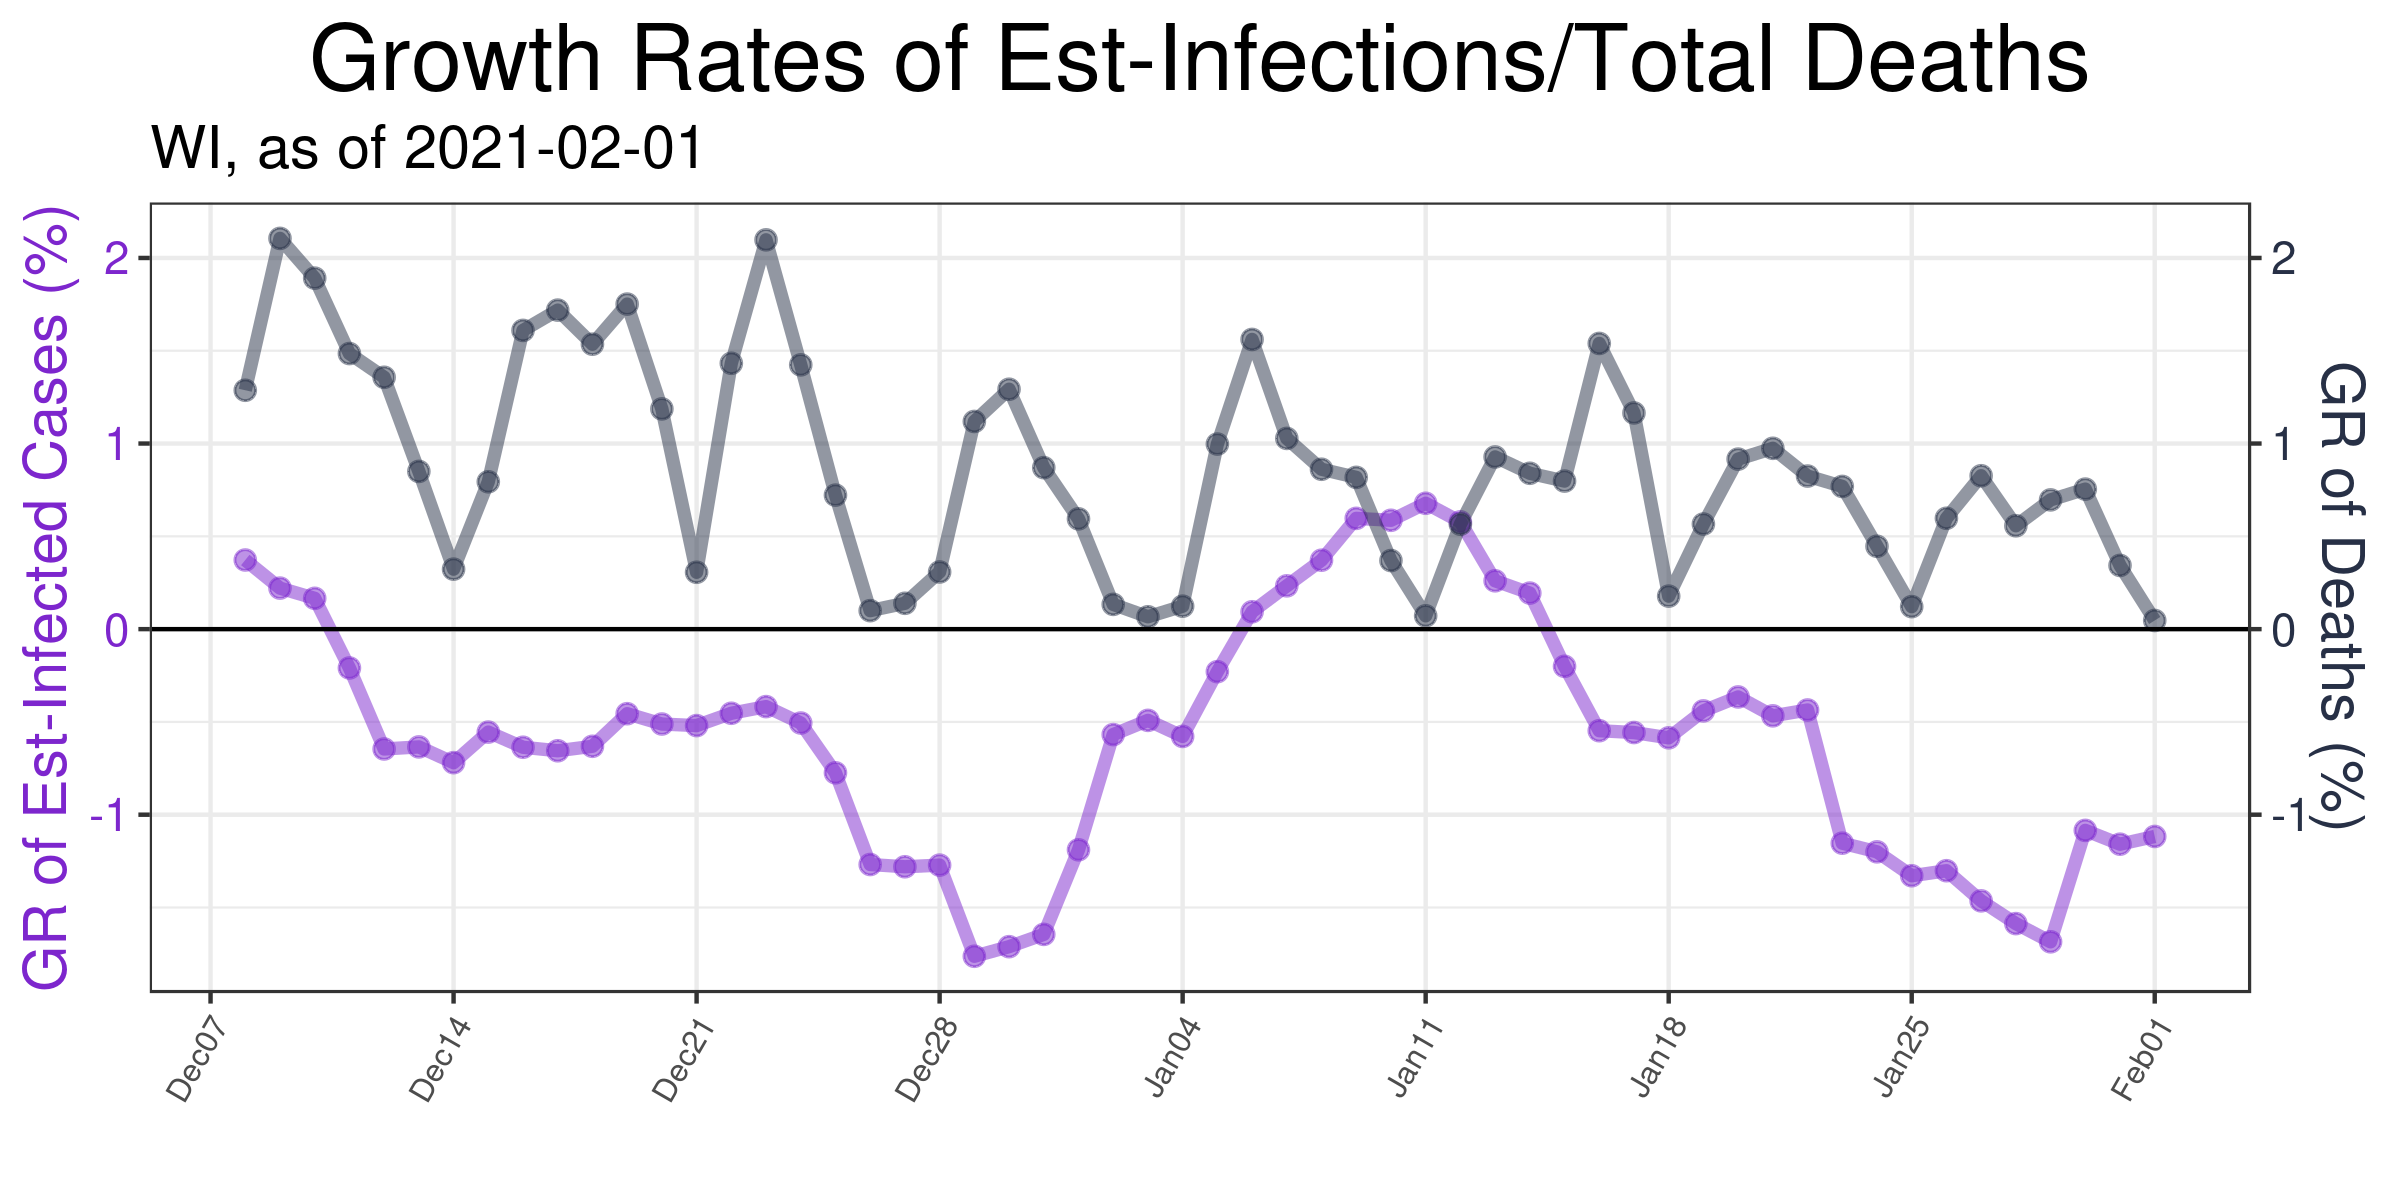 Growth Rates of Est-Infections/Total Deaths
WI, as of 2021-02-01
GR of Est-Infected Cases (%)
2
1
0
-1
2
1
0
-1
GR of Deaths (%)
Dec07
Dec14
Dec21
Dec28
Jan04
Jan11
Jan18
Jan25
Feb01